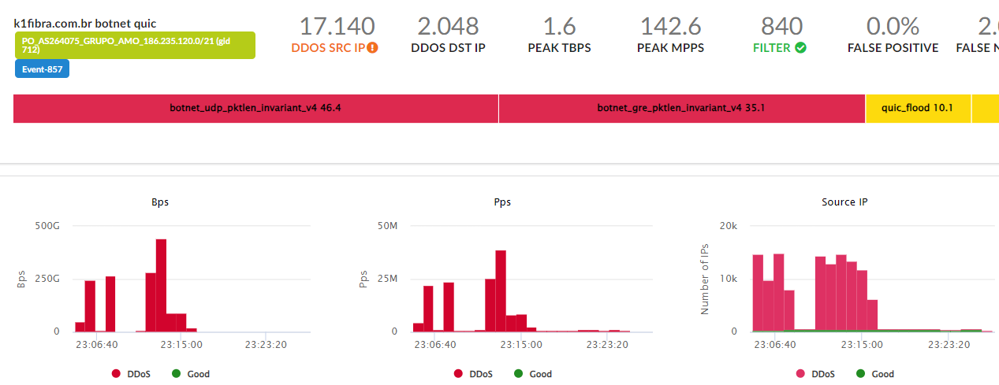 k1fibra.com.br botnet quic
PO_AS264075_GRUPO_AMO_186.235.120.0/21 (gid
712)
Event-857
17.140
DDOS SRC IP
2.048
DDOS DST IP
1.6
PEAK TBPS
142.6
PEAK MPPS
840
FILTER
0.0%
FALSE POSITIVE
2.
FALSE
botnet_udp_pktlen_invariant_v4 46.4
botnet_gre_pktlen_invariant_v4 35.1
quic_flood 10.1
Bps
500G
250G
0
Bps
23:06:40
23:15:00
23:23:20
DDoS
Good
Pps
50M
25M
0
Pps
23:06:40
23:15:00
23:23:20
DDoS
Good
Source IP
20k
10k
0
Number of IPs
23:06:40
23:15:00
23:23:20
DDoS
Good